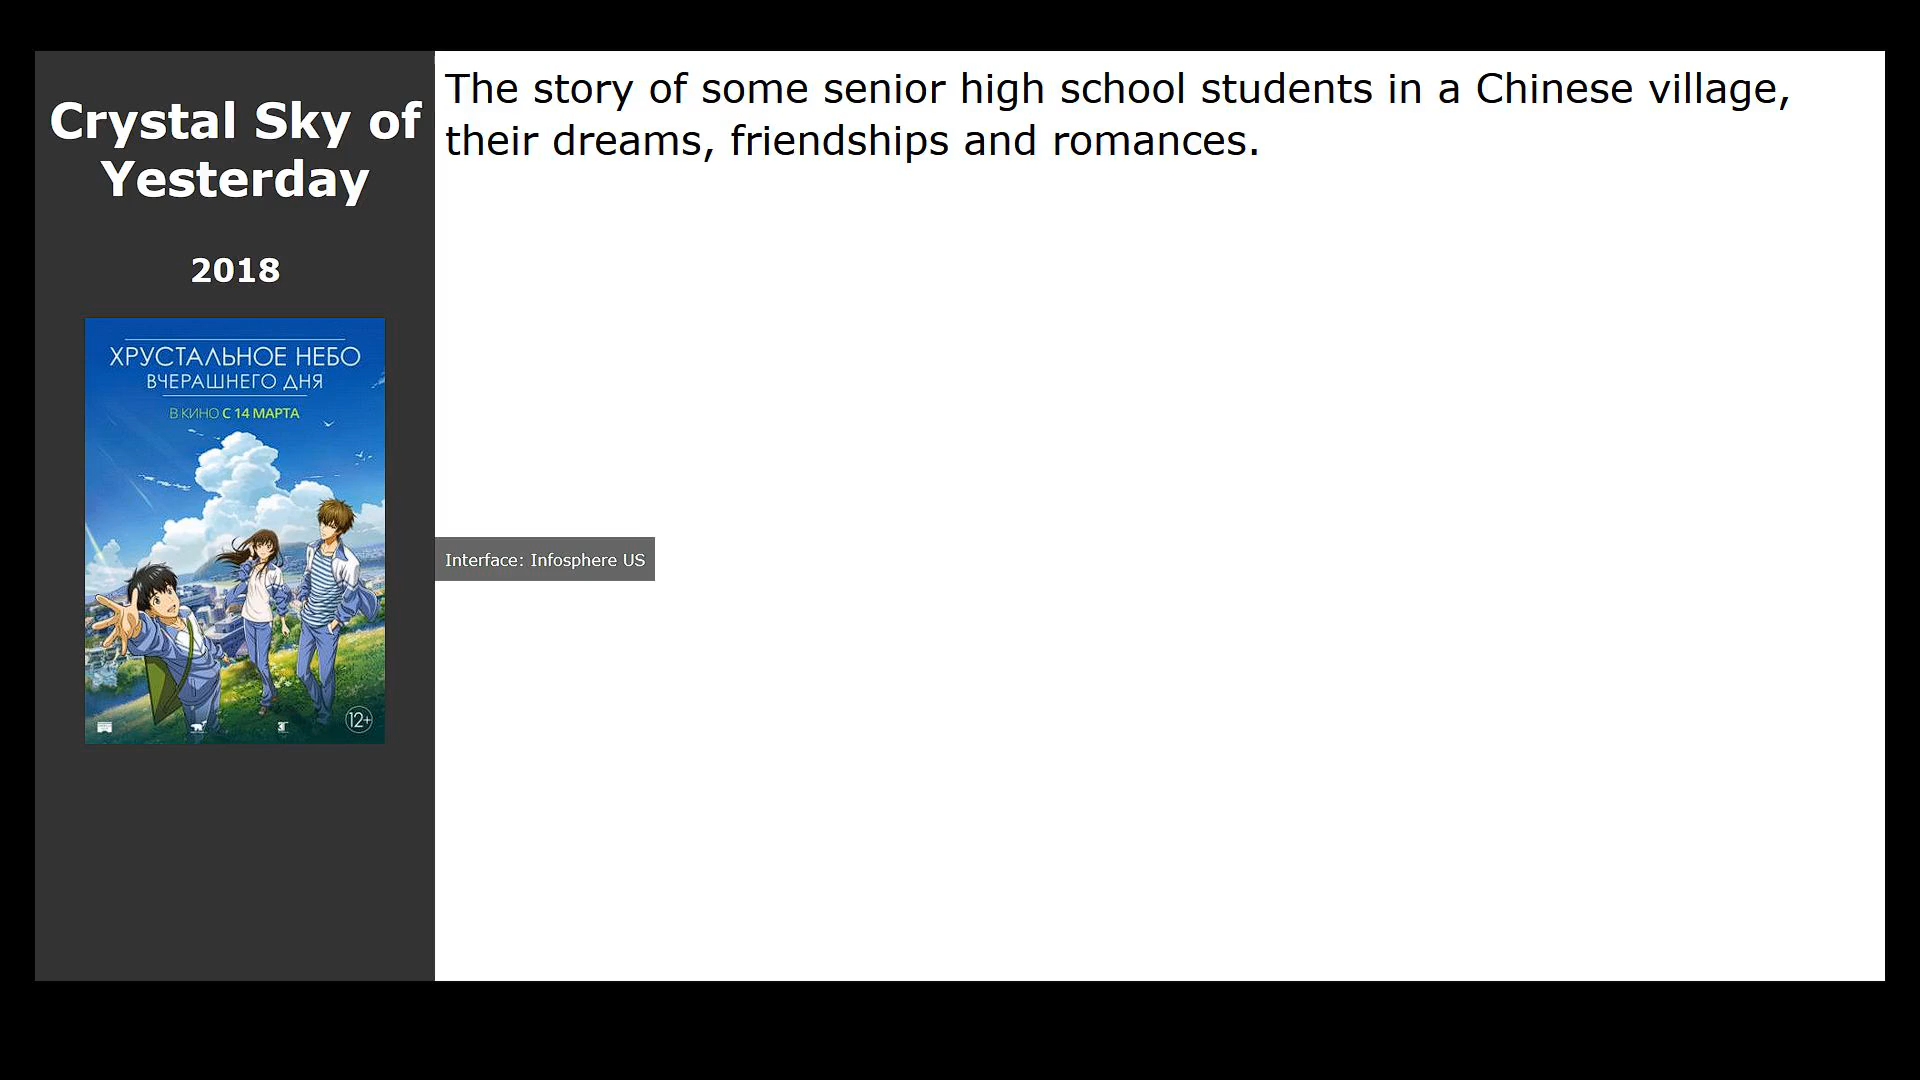 Crystal Sky of
Yesterday
2018
ХРУСТАЛЬНОЕ НЕБО
ВЧЕРАШНЕГО ДНЯ
В КИНО С 14 МАРТА
12+
The story of some senior high school students in a Chinese village,
their dreams, friendships and romances.
Interface: Infosphere US